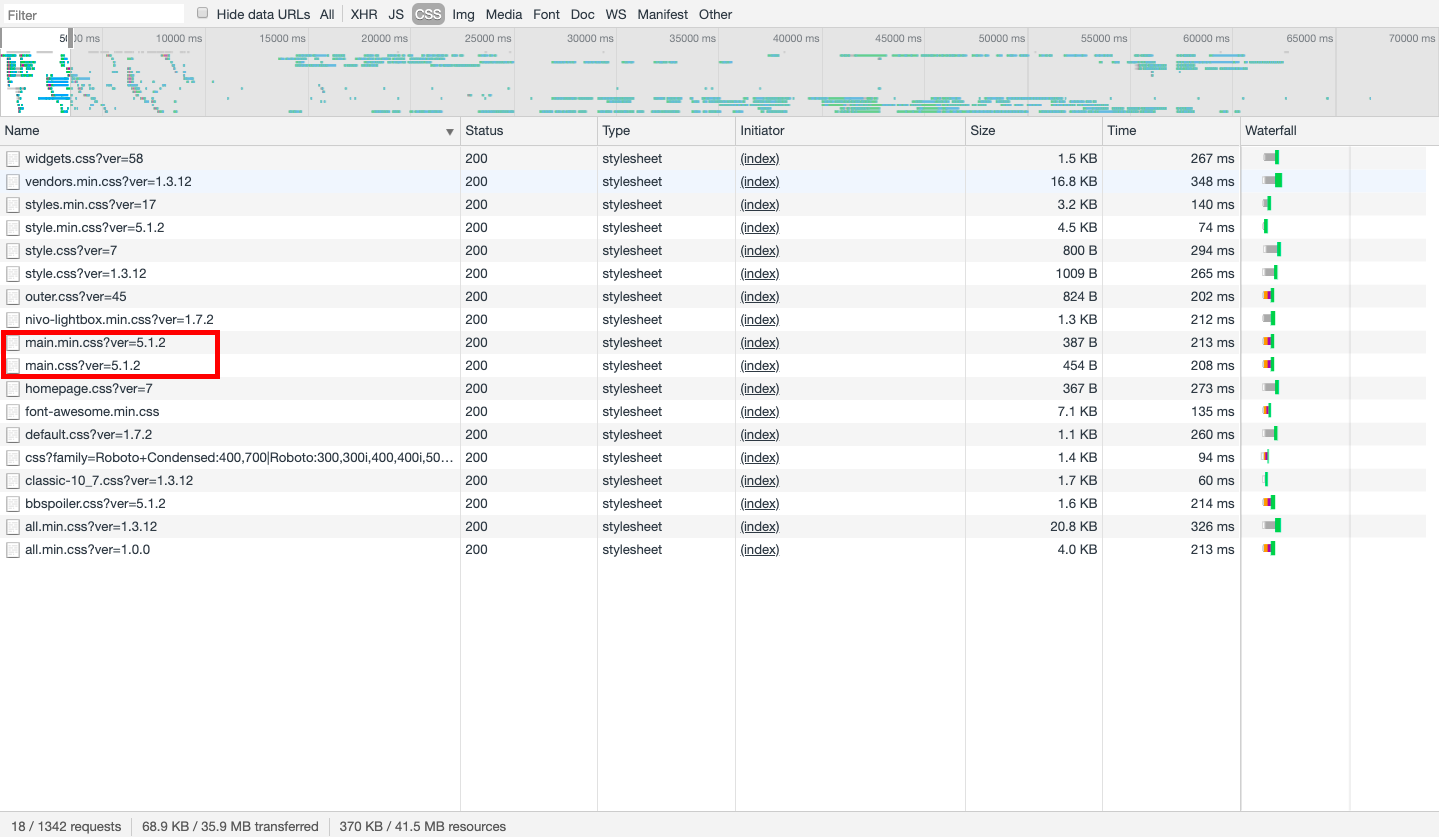 Filter Hide data URLs All XHR JS CSS Img Media Font Doc WS Manifest Other
10000 ms 15000 ms 20000 ms 25000 ms 30000 ms 35000 ms 40000 ms 45000 ms 50000 ms 55000 ms 60000 ms 65000 ms 70000 ms
Name Status Type Initiator Size Time Waterfall
widgets.css?ver=58 200 stylesheet (index) 1.5 KB 267 ms
vendors.min.css?ver=1.3.12 200 stylesheet (index) 16.8 KB 348 ms
styles.min.css?ver=17 200 stylesheet (index) 3.2 KB 140 ms
style.min.css?ver=5.1.2 200 stylesheet (index) 4.5 KB 74 ms
style.css?ver=7 200 stylesheet (index) 800 B 294 ms
style.css?ver=1.3.12 200 stylesheet (index) 1009 B 265 ms
outer.css?ver=45 200 stylesheet (index) 824 B 202 ms
nivo-lightbox.min.css?ver=1.7.2 200 stylesheet (index) 1.3 KB 212 ms
main.min.css?ver=5.1.2 200 stylesheet (index) 387 B 213 ms
main.css?ver=5.1.2 200 stylesheet (index) 454 B 208 ms
homepage.css?ver=7 200 stylesheet (index) 367 B 273 ms
font-awesome.min.css 200 stylesheet (index) 7.1 KB 135 ms
default.css?ver=1.7.2 200 stylesheet (index) 1.1 KB 260 ms
css?family=Roboto+Condensed:400,700|Roboto:300,300i,400,400i,50… 200 stylesheet (index) 1.4 KB 94 ms
classic-10_7.css?ver=1.3.12 200 stylesheet (index) 1.7 KB 60 ms
bbspoiler.css?ver=5.1.2 200 stylesheet (index) 1.6 KB 214 ms
all.min.css?ver=1.3.12 200 stylesheet (index) 20.8 KB 326 ms
all.min.css?ver=1.0.0 200 stylesheet (index) 4.0 KB 213 ms
18 / 1342 requests 68.9 KB / 35.9 MB transferred 370 KB / 41.5 MB resources